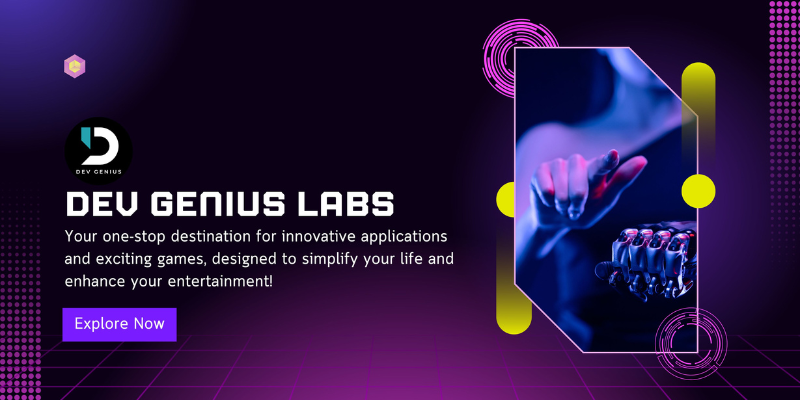 DEV GENIUS
DEV GENIUS LABS
Your one-stop destination for innovative applications
and exciting games, designed to simplify your life and
enhance your entertainment!
Explore Now